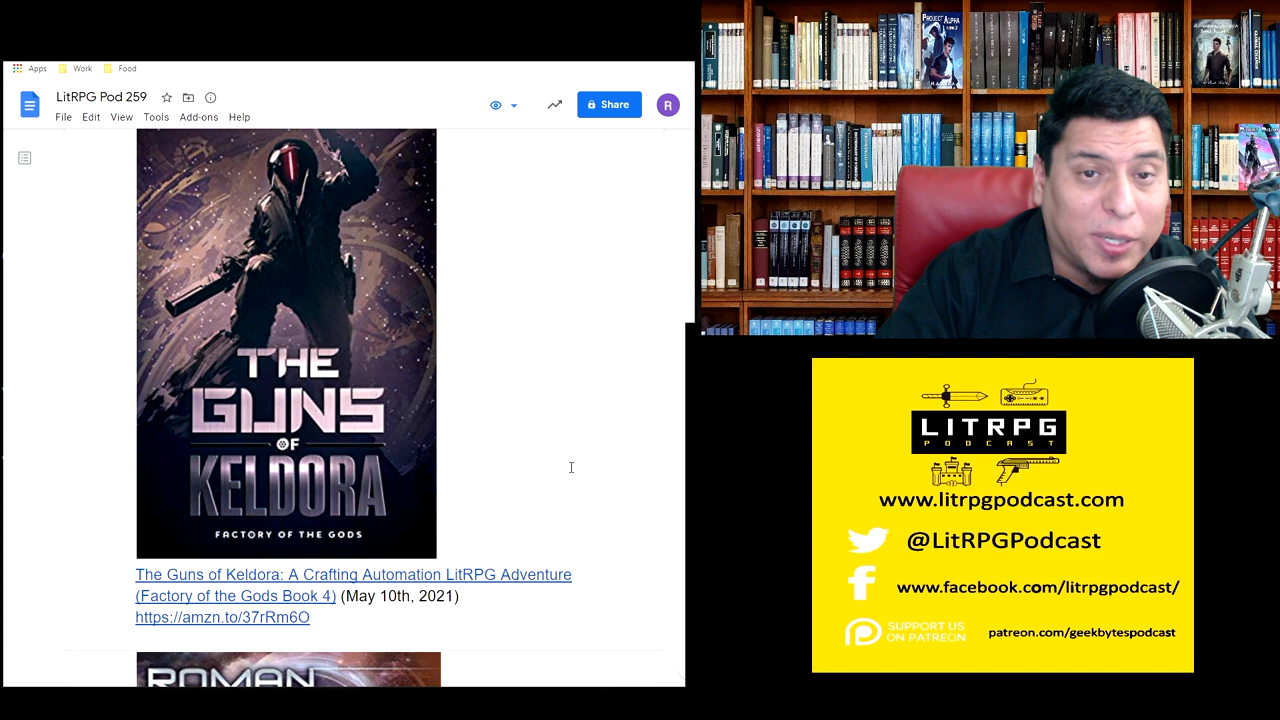 Apps Work Food
LitRPG Pod 259
File Edit View Tools Add-ons Help
Share
R
THE
GUNS
OF
KELDORA
FACTORY OF THE GODS
The Guns of Keldora: A Crafting Automation LitRPG Adventure
(Factory of the Gods Book 4) (May 10th, 2021)
https://amzn.to/37rRm6O
ROMAN
PROJECT ALPHA
LITRPG
PODCAST
www.litrpgpodcast.com
@LitRPGPodcast
www.facebook.com/litrpgpodcast/
SUPPORT US
ON PATREON
patreon.com/geekbytespodcast